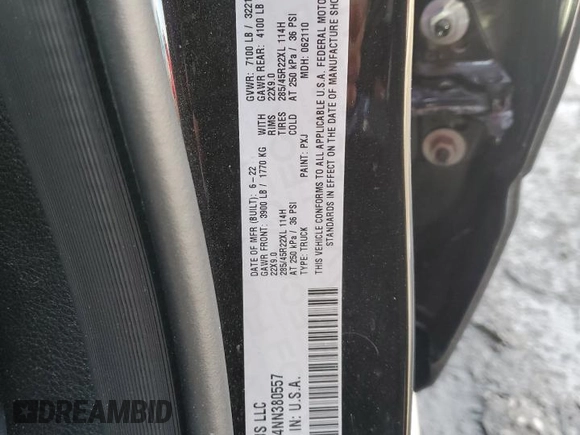 DS LLC
4NN380557
IN: U.S.A.
DATE OF MFR (BUILT): 6-22 GVWR: 7100 LB / 3221
GAWR FRONT: 3900 LB / 1770 KG WITH GAWR REAR: 4100 LB
22X9.0 RIMS 22X9.0
285/45R22XL 114H TIRES 285/45R22XL 114H
AT 250 kPa / 36 PSI COLD AT 250 kPa / 36 PSI
TYPE: TRUCK PAINT: PXJ MDH: 062110
THIS VEHICLE CONFORMS TO ALL APPLICABLE U.S.A. FEDERAL MOTOR
STANDARDS IN EFFECT ON THE DATE OF MANUFACTURE SHO
DREAMBID